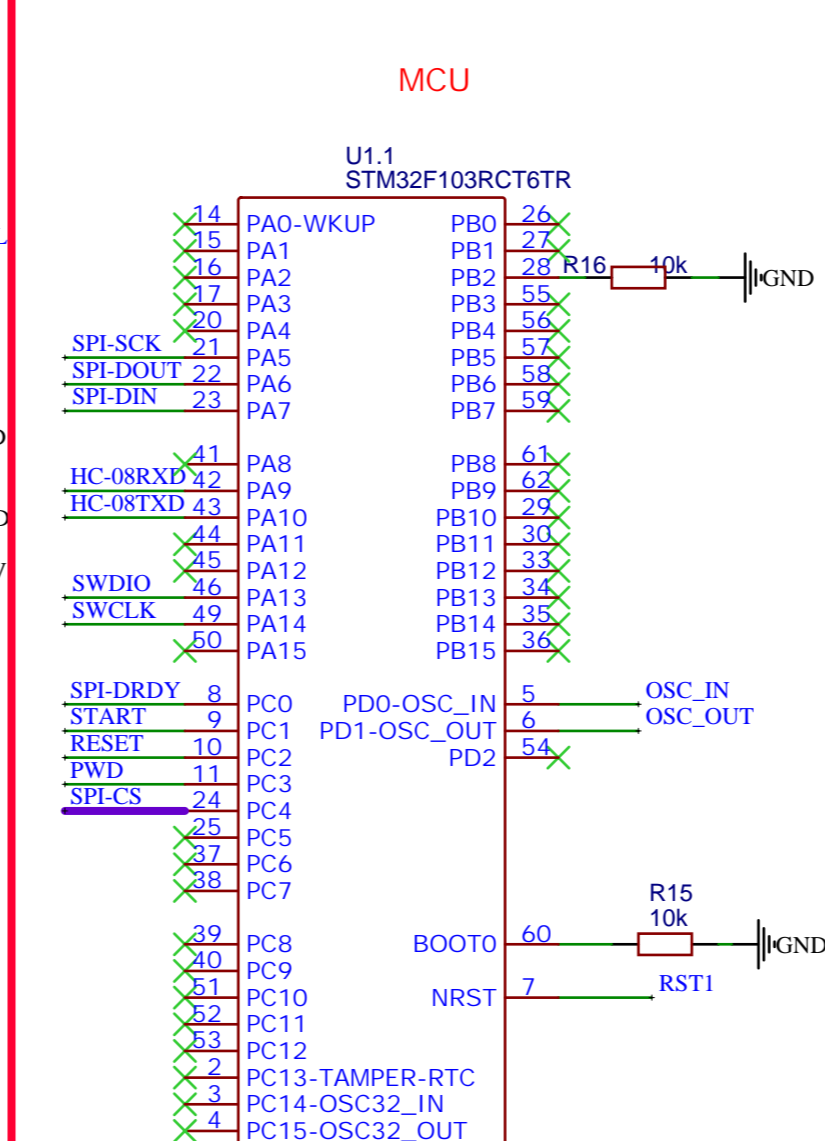 MCU
U1.1
STM32F103RCT6TR
14 PA0-WKUP PB0 26
15 PA1 PB1 27
16 PA2 PB2 28 R16 10k GND
17 PA3 PB3 55
20 PA4 PB4 56
SPI-SCK 21 PA5 PB5 57
SPI-DOUT 22 PA6 PB6 58
SPI-DIN 23 PA7 PB7 59
41 PA8 PB8 61
HC-08RXD 42 PA9 PB9 62
HC-08TXD 43 PA10 PB10 29
44 PA11 PB11 30
45 PA12 PB12 33
SWDIO 46 PA13 PB13 34
SWCLK 49 PA14 PB14 35
50 PA15 PB15 36
SPI-DRDY 8 PC0 PD0-OSC_IN 5 OSC_IN
START 9 PC1 PD1-OSC_OUT 6 OSC_OUT
RESET 10 PC2 PD2 54
PWD 11 PC3
SPI-CS 24 PC4
25 PC5
37 PC6
38 PC7
R15
10k
39 PC8 BOOT0 60 GND
40 PC9
51 PC10 NRST 7 RST1
52 PC11
53 PC12
2 PC13-TAMPER-RTC
3 PC14-OSC32_IN
4 PC15-OSC32_OUT